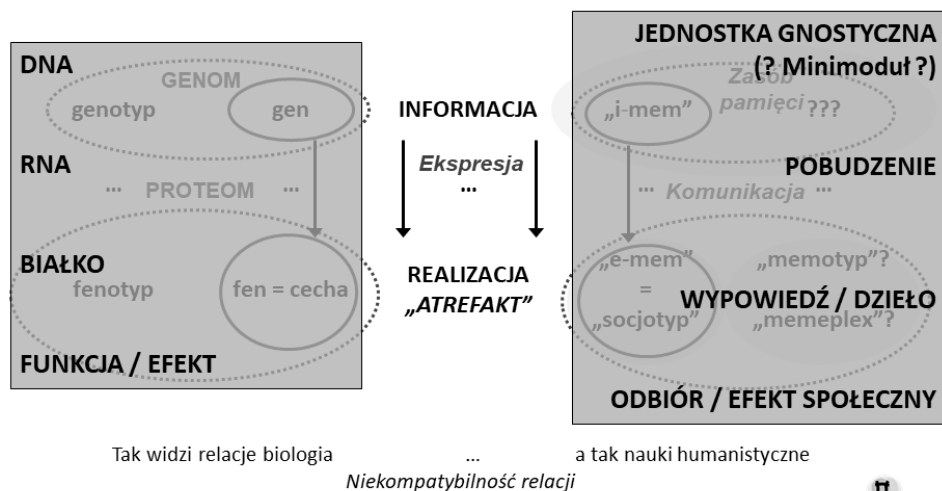 DNA
GENOM
genotyp
gen
RNA
... PROTEOM ...
BIAŁKO
fenotyp
fen = cecha
FUNKCJA / EFEKT
INFORMACJA
Ekspresja
...
REALIZACJA
„ATREFAKT”
JEDNOSTKA GNOSTYCZNA
(? Minimoduł ?)
Zasób
pamięci
„i-mem”
???
POBUDZENIE
... Komunikacja ...
„e-mem”
„memotyp”?
=
WYPOWIEDŹ / DZIEŁO
„socjotyp”
„memeplex”?
ODBIÓR / EFEKT SPOŁECZNY
Tak widzi relacje biologia ... a tak nauki humanistyczne
Niekompatybilność relacji